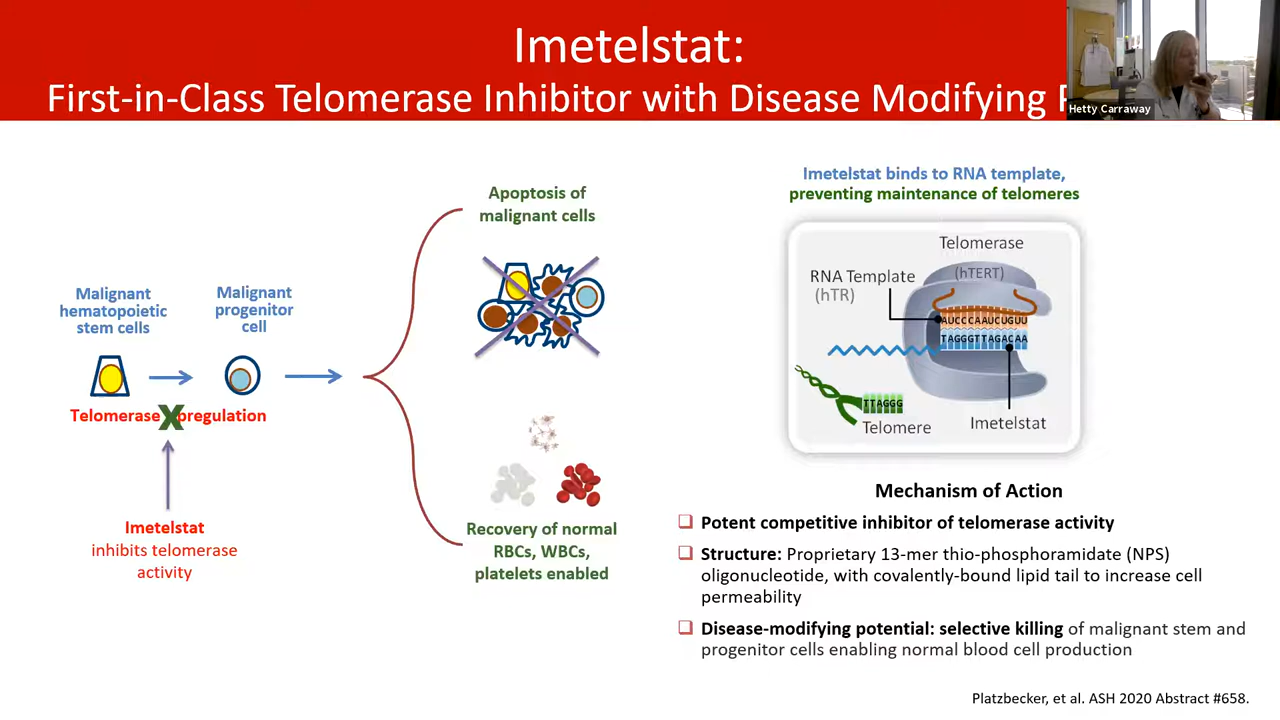 Imetelstat:
First-in-Class Telomerase Inhibitor with Disease Modifying
Hetty Carraway
Malignant
hematopoietic
stem cells
Malignant
progenitor
cell
Telomerase
pregulation
X
Imetelstat
inhibits telomerase
activity
Apoptosis of
malignant cells
Recovery of normal
RBCs, WBCs,
platelets enabled
Imetelstat binds to RNA template,
preventing maintenance of telomeres
Telomerase
(hTERT)
RNA Template
(hTR)
AUCCCAAUCUGUU
TAGGGTTAGACAA
TTAGGG
Telomere
Imetelstat
Mechanism of Action
Potent competitive inhibitor of telomerase activity
Structure: Proprietary 13-mer thio-phosphoramidate (NPS)
oligonucleotide, with covalently-bound lipid tail to increase cell
permeability
Disease-modifying potential: selective killing of malignant stem and
progenitor cells enabling normal blood cell production
Platzbecker, et al. ASH 2020 Abstract #658.